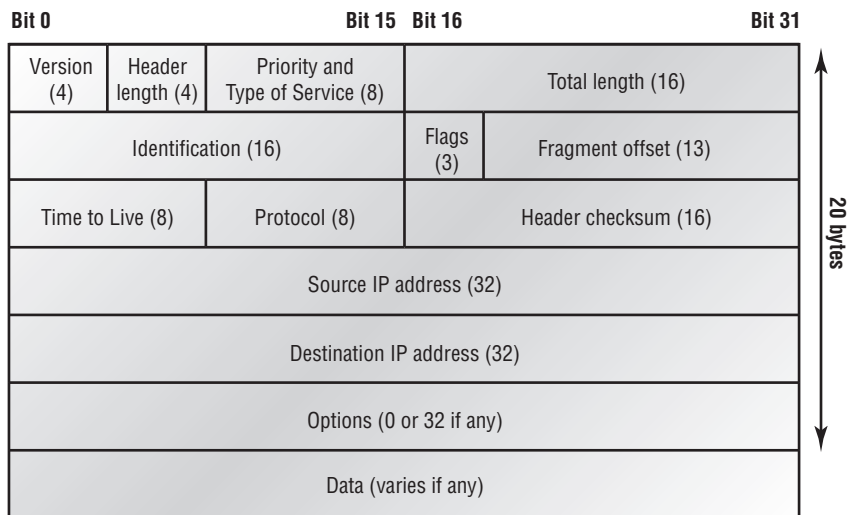 Bit 0 Bit 15 Bit 16 Bit 31
Version (4)
Header length (4)
Priority and Type of Service (8)
Total length (16)
Identification (16)
Flags (3)
Fragment offset (13)
Time to Live (8)
Protocol (8)
Header checksum (16)
Source IP address (32)
Destination IP address (32)
Options (0 or 32 if any)
Data (varies if any)
20 bytes